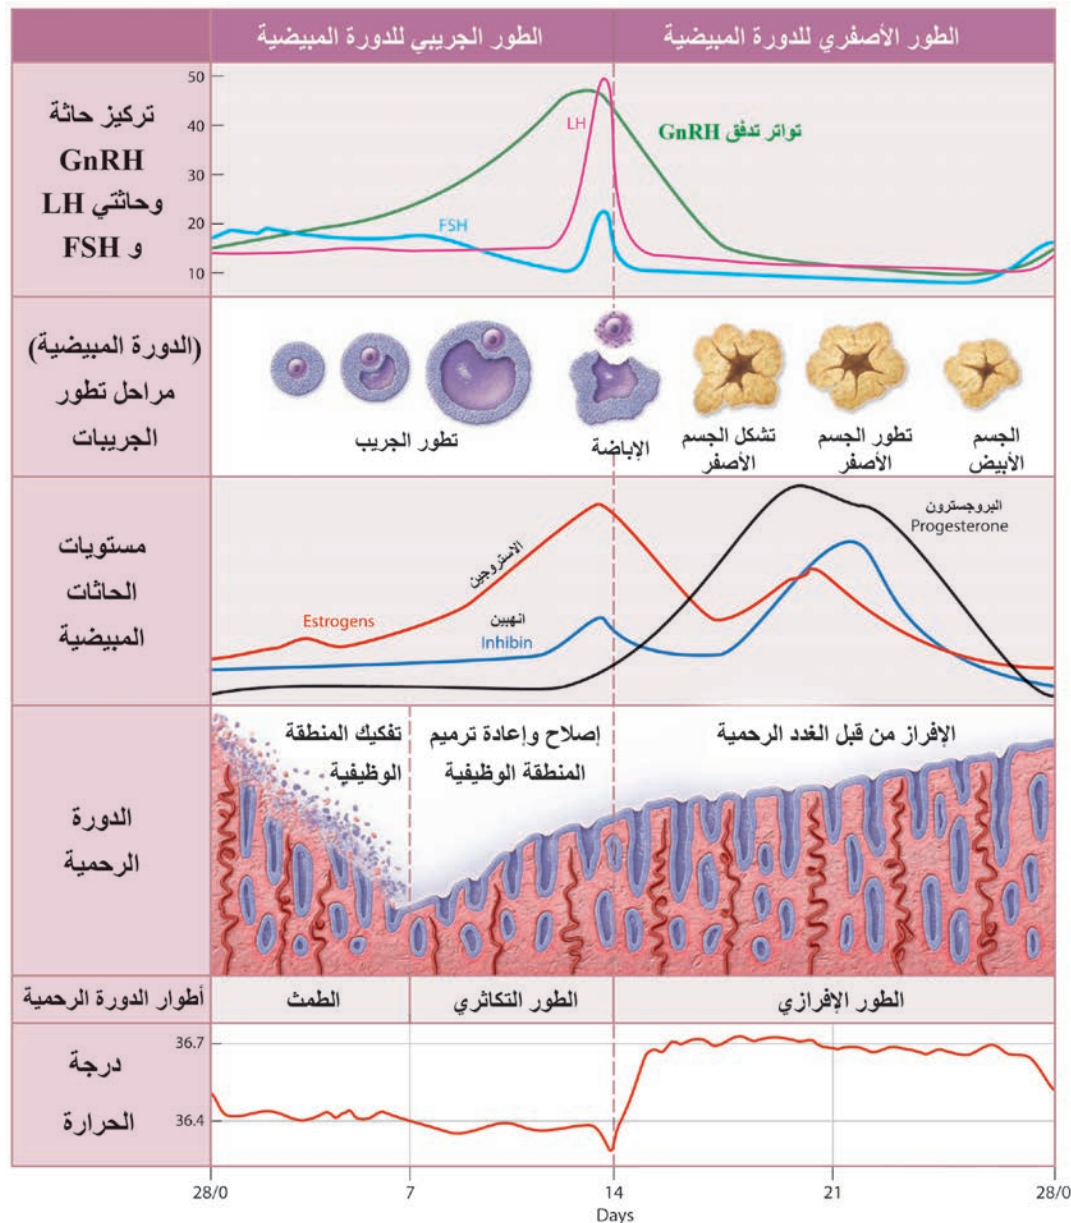 الطور الجريبي للدورة المبيضية
الطور الأصفري للدورة المبيضية
تركيز حاثة
GnRH
وحاثتي LH
و FSH
50
40
30
20
10
LH
FSH
تواتر تدفق GnRH
(الدورة المبيضية)
مراحل تطور
الجريبات
تطور الجريب
الإباضة
تشكل الجسم
الأصفر
تطور الجسم
الأصفر
الجسم
الأبيض
مستويات
الحاثات
المبيضية
Estrogens
الاستروجين
انهبين
Inhibin
البروجسترون
Progesterone
الدورة
الرحمية
تفكيك المنطقة
الوظيفية
إصلاح وإعادة ترميم
المنطقة الوظيفية
الإفراز من قبل الغدد الرحمية
أطوار الدورة الرحمية
الطمث
الطور التكاثري
الطور الإفرازي
درجة
الحرارة
36.7
36.4
28/0
7
14
21
28/0
Days